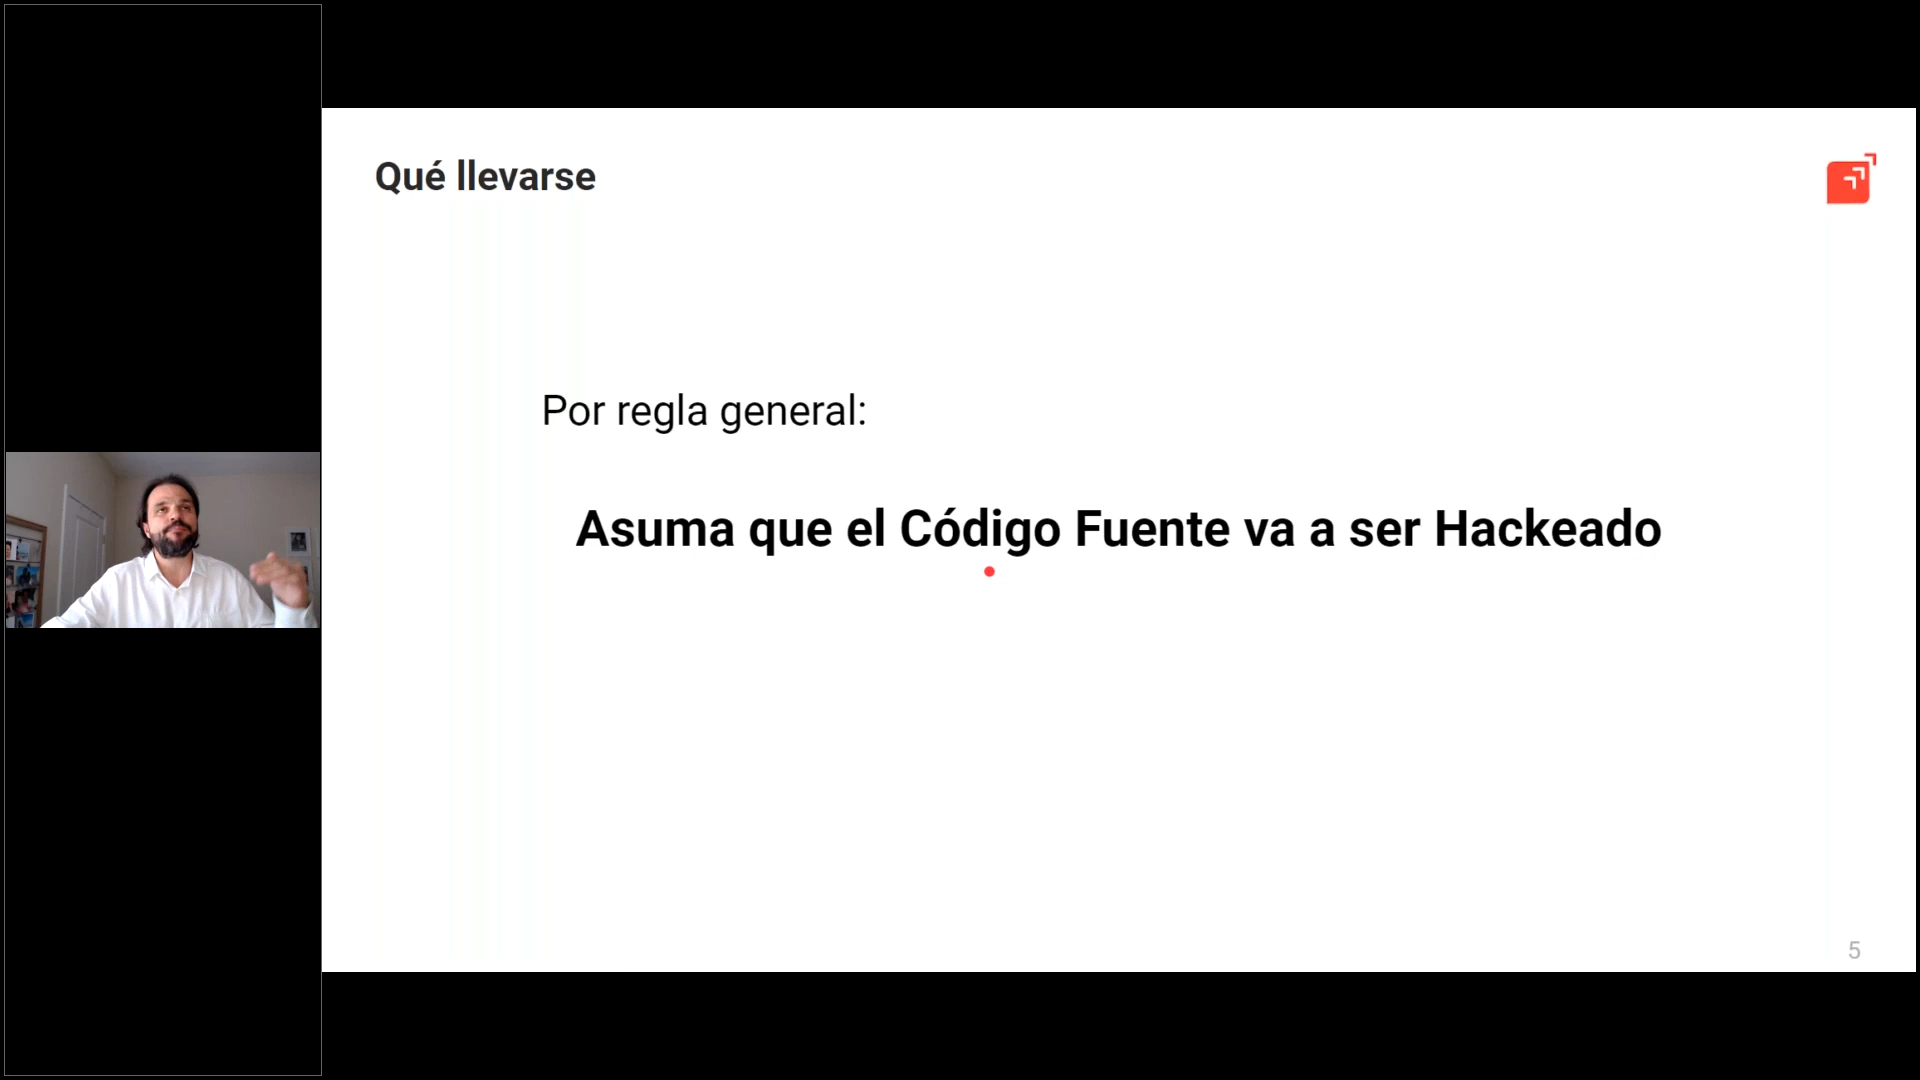 Qué llevarse
Por regla general:
Asuma que el Código Fuente va a ser Hackeado
5